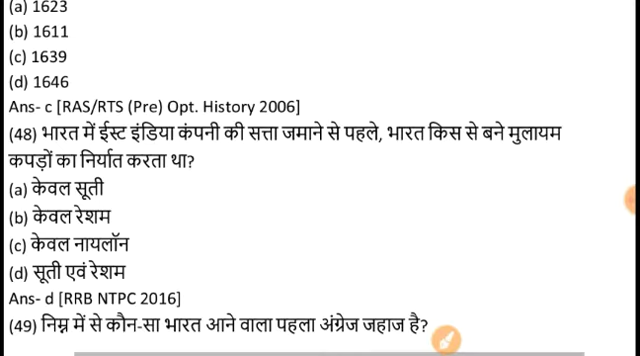 (a) 1623
(b) 1611
(c) 1639
(d) 1646
Ans- c [RAS/RTS (Pre) Opt. History 2006]
(48) भारत में ईस्ट इंडिया कंपनी की सत्ता जमाने से पहले, भारत किस से बने मुलायम
कपड़ों का निर्यात करता था?
(a) केवल सूती
(b) केवल रेशम
(c) केवल नायलॉन
(d) सूती एवं रेशम
Ans- d [RRB NTPC 2016]
(49) निम्न में से कौन-सा भारत आने वाला पहला अंग्रेज जहाज है?